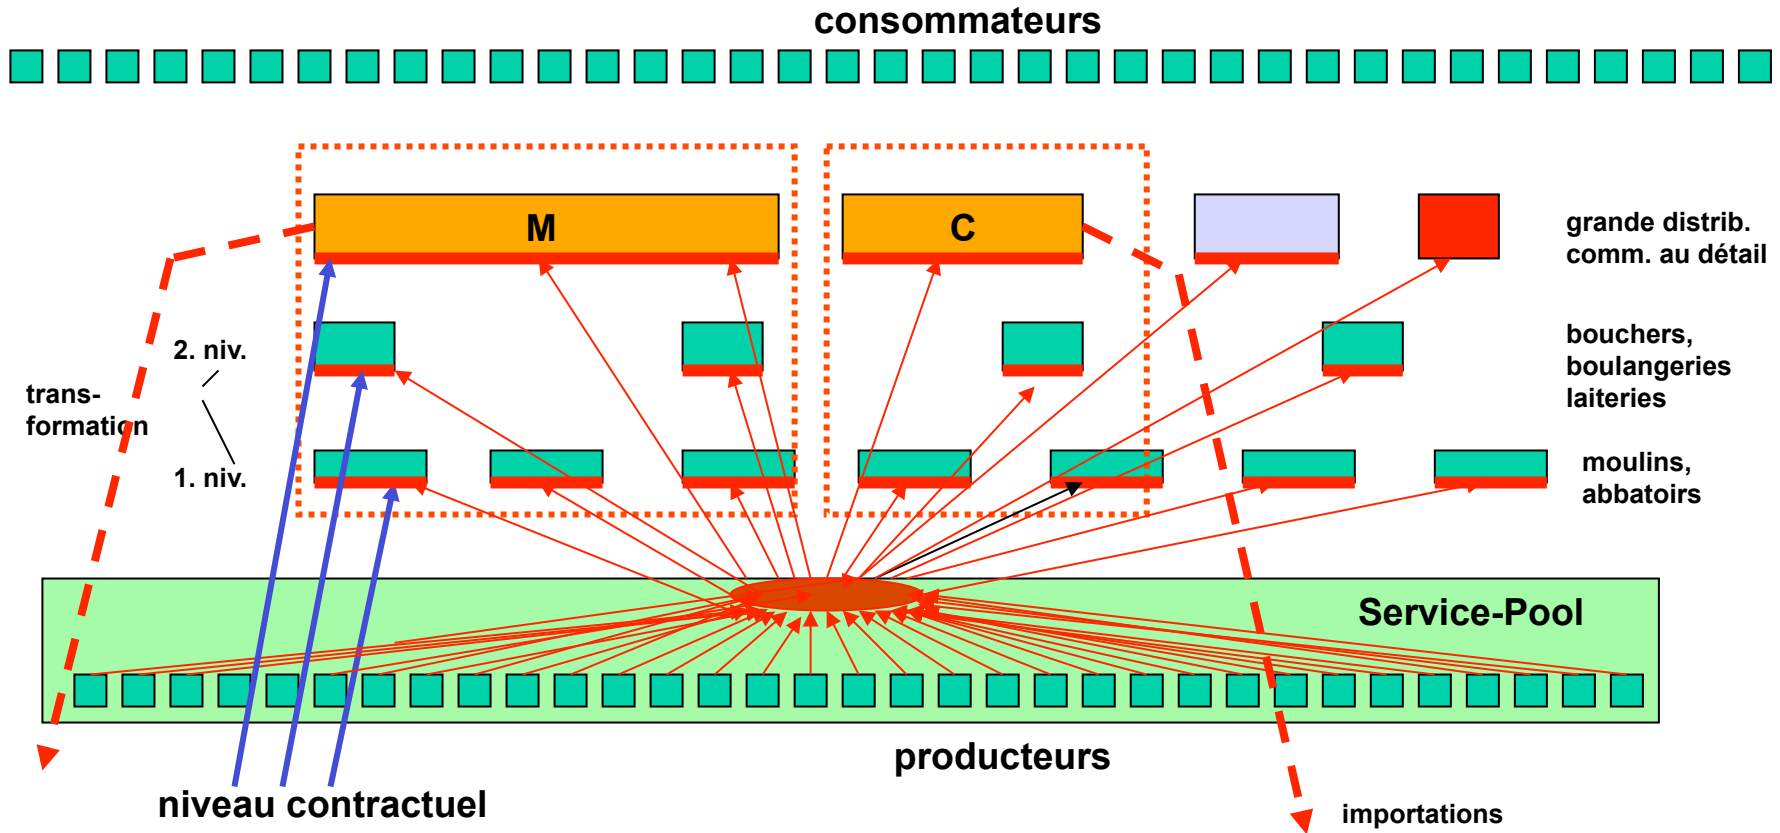 consommateurs
M
C
grande distrib.
comm. au détail
2. niv.
bouchers,
boulangeries
laiteries
trans-
formation
1. niv.
moulins,
abbatoirs
Service-Pool
producteurs
niveau contractuel
importations